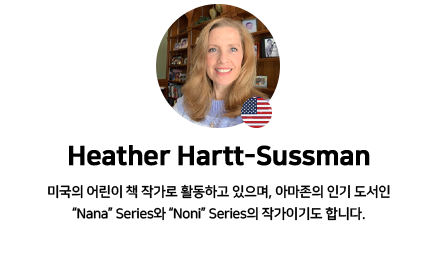 Heather Hartt-Sussman
미국의 어린이 책 작가로 활동하고 있으며, 아마존의 인기 도서인
“Nana” Series와 “Noni” Series의 작가이기도 합니다.